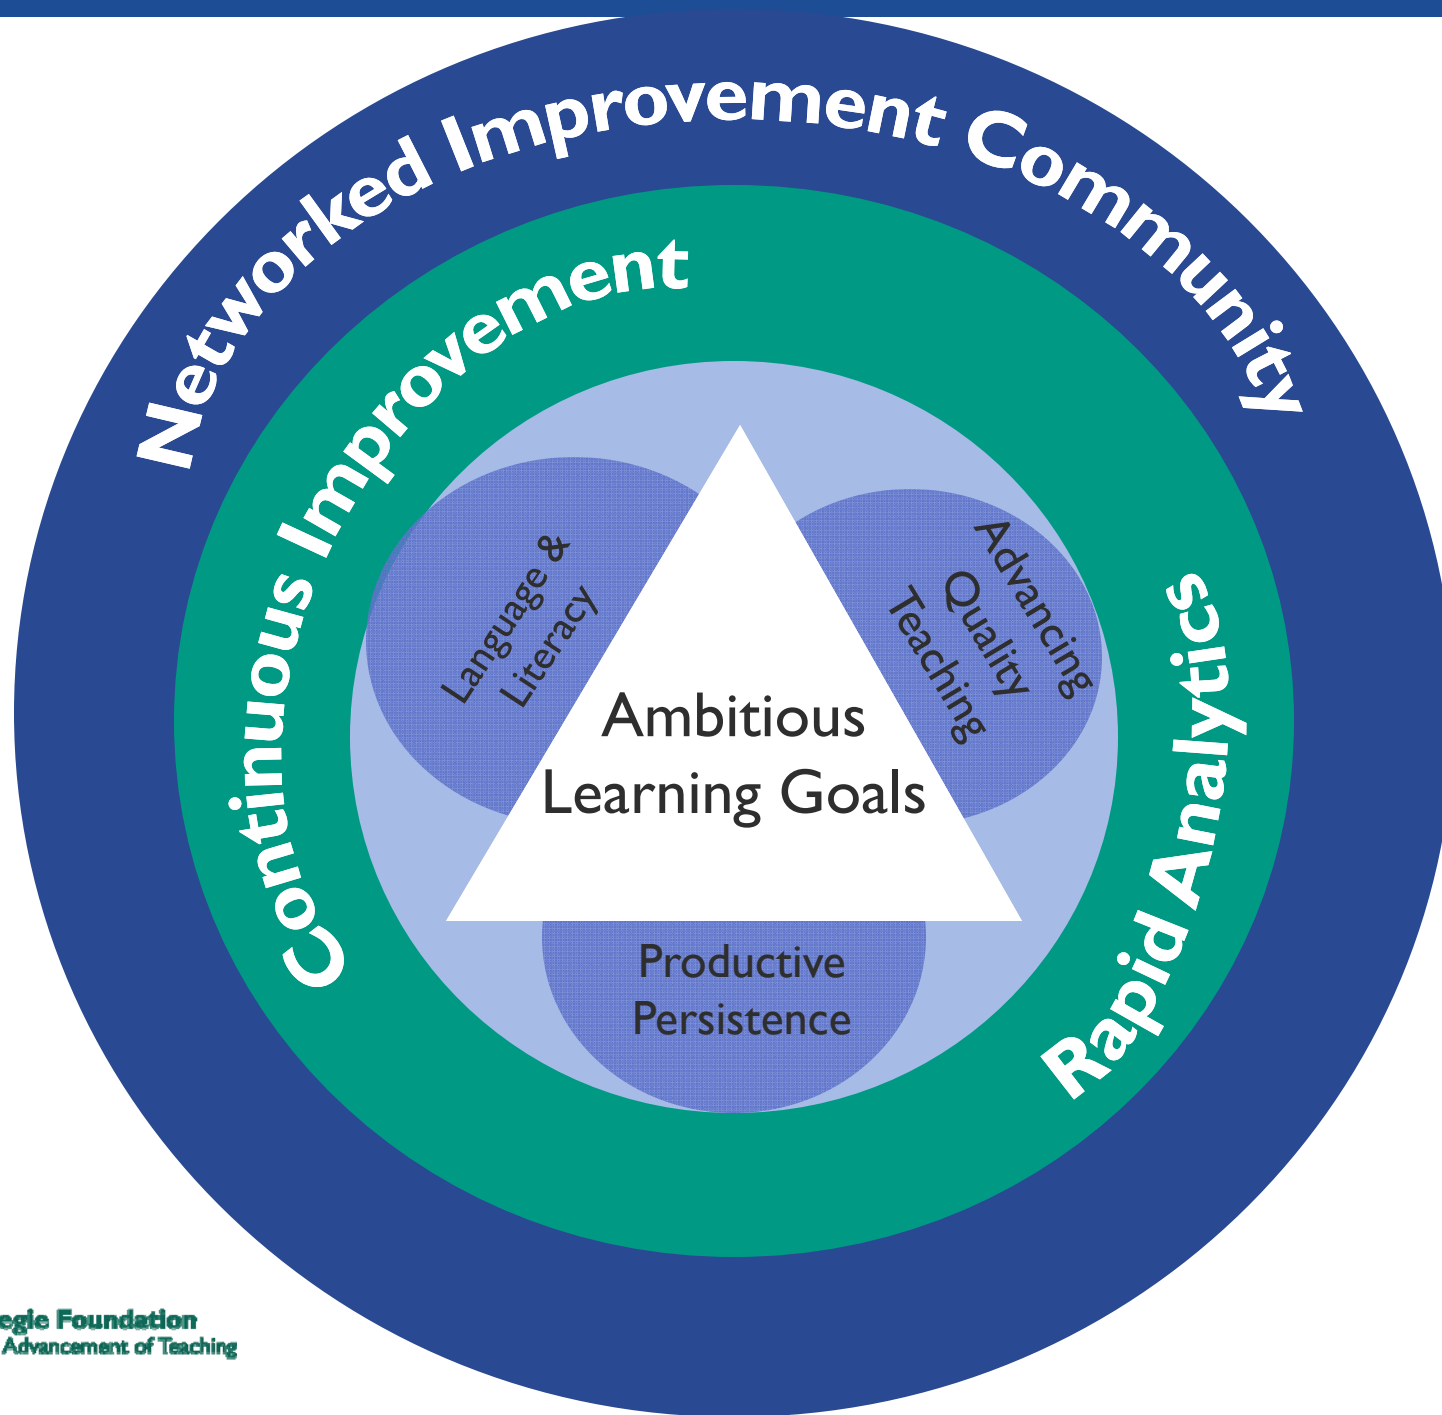 Networked Improvement Community
Continuous Improvement
Rapid Analytics
Language &
Literacy
Advancing
Quality
Teaching
Ambitious
Learning Goals
Productive
Persistence
egie Foundation
Advancement of Teaching